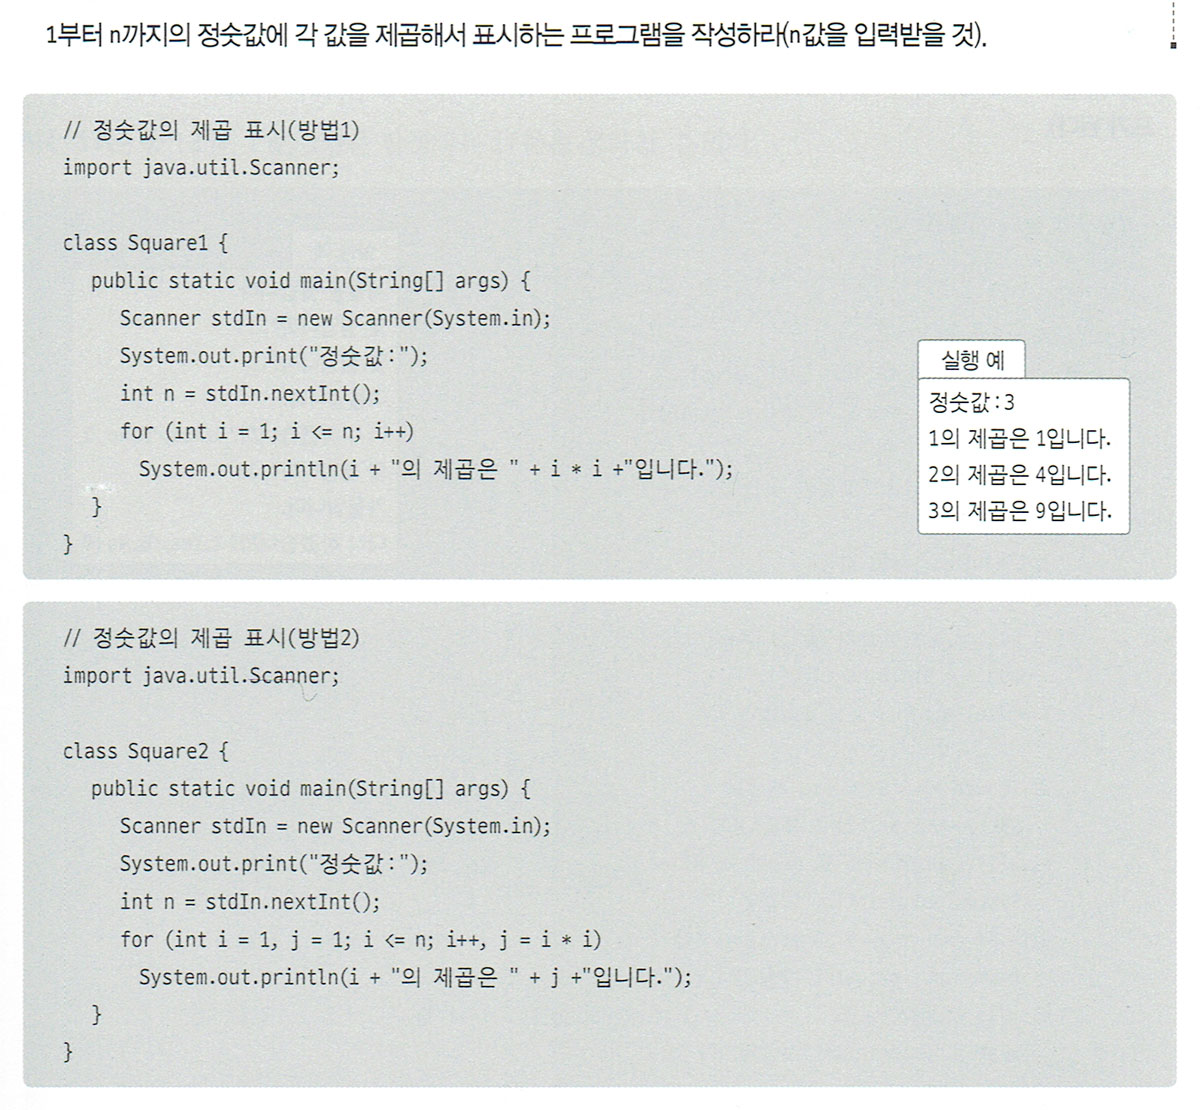 1부터 n까지의 정숫값에 각 값을 제곱해서 표시하는 프로그램을 작성하라(n값을 입력받을 것).
// 정숫값의 제곱 표시(방법1)
import java.util.Scanner;
class Square1 {
public static void main(String[] args) {
Scanner stdIn = new Scanner(System.in);
System.out.print("정숫값:");
int n = stdIn.nextInt();
for (int i = 1; i <= n; i++)
System.out.println(i + "의 제곱은 " + i * i +"입니다.");
}
}
실행 예
정숫값:3
1의 제곱은 1입니다.
2의 제곱은 4입니다.
3의 제곱은 9입니다.
// 정숫값의 제곱 표시(방법2)
import java.util.Scanner;
class Square2 {
public static void main(String[] args) {
Scanner stdIn = new Scanner(System.in);
System.out.print("정숫값:");
int n = stdIn.nextInt();
for (int i = 1, j = 1; i <= n; i++, j = i * i)
System.out.println(i + "의 제곱은 " + j +"입니다.");
}
}